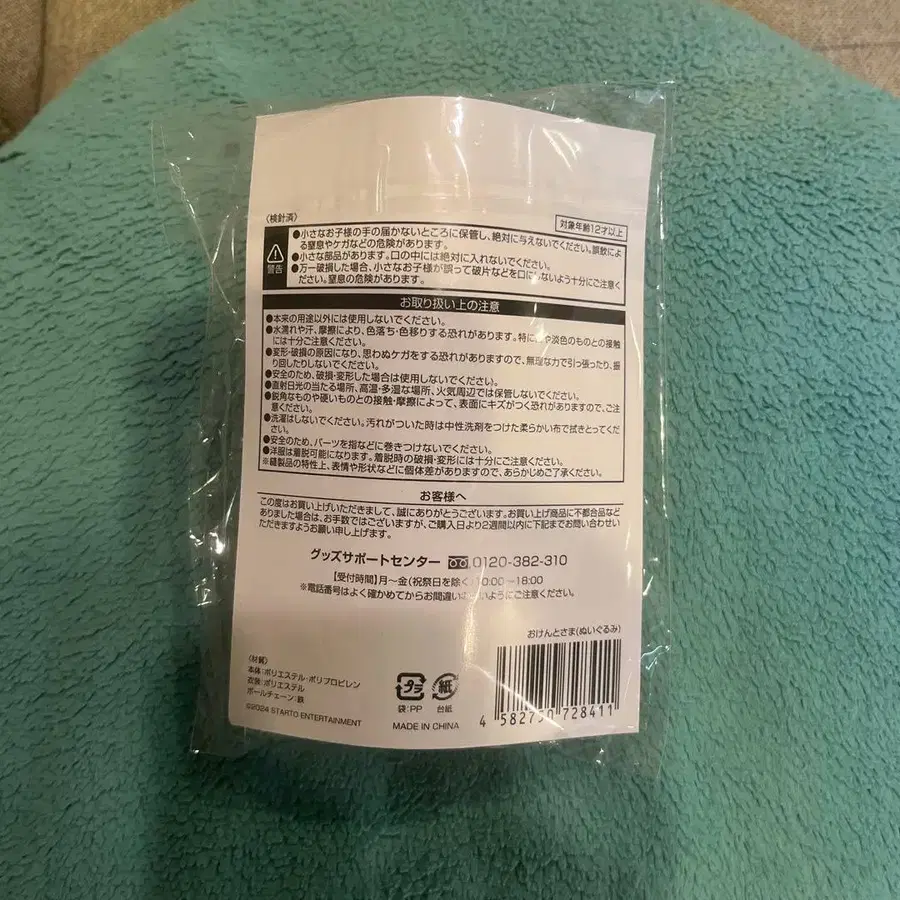 〈検針済〉
対象年齢12才以上
警告
●小さなお子様の手の届かないところに保管し、絶対に与えないでください。誤飲によ
る窒息やケガなどの危険があります。
●小さな部品があります。口の中には絶対に入れないでください。
●万一破損した場合、小さなお子様が誤って破片などを口にしないよう十分にご注意く
ださい。窒息の危険があります。
お取り扱い上の注意
●本来の用途以外には使用しないでください。
●水濡れや汗、摩擦により、色落ち・色移りする恐れがあります。特に や淡色のものとの接触
には十分ご注意ください。
●変形・破損の原因になり、思わぬケガをする恐れがありますので、無理な力で引っ張ったり、振
り回したりしないでください。
●安全のため、破損・変形した場合は使用しないでください。
●直射日光の当たる場所、高温・多湿な場所、火気周辺では保管しないでください。
●鋭角なものや硬いものとの接触・摩擦によって、表面にキズがつく恐れがありますので、ご注
意ください。
●洗濯はしないでください。汚れがついた時は中性洗剤をつけた柔らかい布で拭きとってくだ
さい。
●安全のため、パーツを指などに巻きつけないでください。
●洋服は着脱可能になります。着脱時の破損・変形には十分にご注意ください。
※縫製品の特性上、表情や形状などに個体差がありますので、あらかじめご了承ください。
お客様へ
この度はお買い上げいただきまして、誠にありがとうございます。お買い上げ商品に不都合など
ありました場合は、お手数ではございますが、ご購入日より2週間以内に下記までお問い合わせ
いただきますようお願い申し上げます。
グッズサポートセンター 0120-382-310
【受付時間】月〜金(祝祭日を除く)10:00〜18:00
※電話番号はよく確かめてからお間違いのないようにご注意ください。
おけんとさま(ぬいぐるみ)
〈材質〉
本体:ポリエステル・ポリプロピレン
衣装:ポリエステル
ボールチェーン:鉄
©2024 STARTO ENTERTAINMENT
プラ
袋:PP
紙
台紙
MADE IN CHINA
4 582750 728411